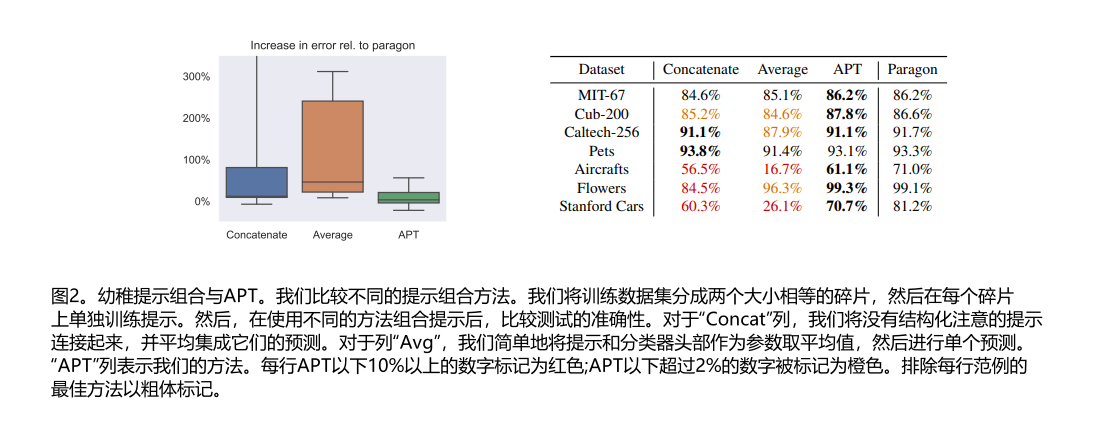 Increase in error rel. to paragon
300%
200%
100%
0%
Concatenate Average APT
Dataset Concatenate Average APT Paragon
MIT-67 84.6% 85.1% 86.2% 86.2%
Cub-200 85.2% 84.6% 87.8% 86.6%
Caltech-256 91.1% 87.9% 91.1% 91.7%
Pets 93.8% 91.4% 93.1% 93.3%
Aircrafts 56.5% 16.7% 61.1% 71.0%
Flowers 84.5% 96.3% 99.3% 99.1%
Stanford Cars 60.3% 26.1% 70.7% 81.2%
图2。幼稚提示组合与APT。我们比较不同的提示组合方法。我们将训练数据集分成两个大小相等的碎片，然后在每个碎片
上单独训练提示。然后，在使用不同的方法组合提示后，比较测试的准确性。对于“Concat”列，我们将没有结构化注意的提示
连接起来，并平均集成它们的预测。对于列“Avg”，我们简单地将提示和分类器头部作为参数取平均值，然后进行单个预测。
“APT”列表示我们的方法。每行APT以下10%以上的数字标记为红色;APT以下超过2%的数字被标记为橙色。排除每行范例的
最佳方法以粗体标记。